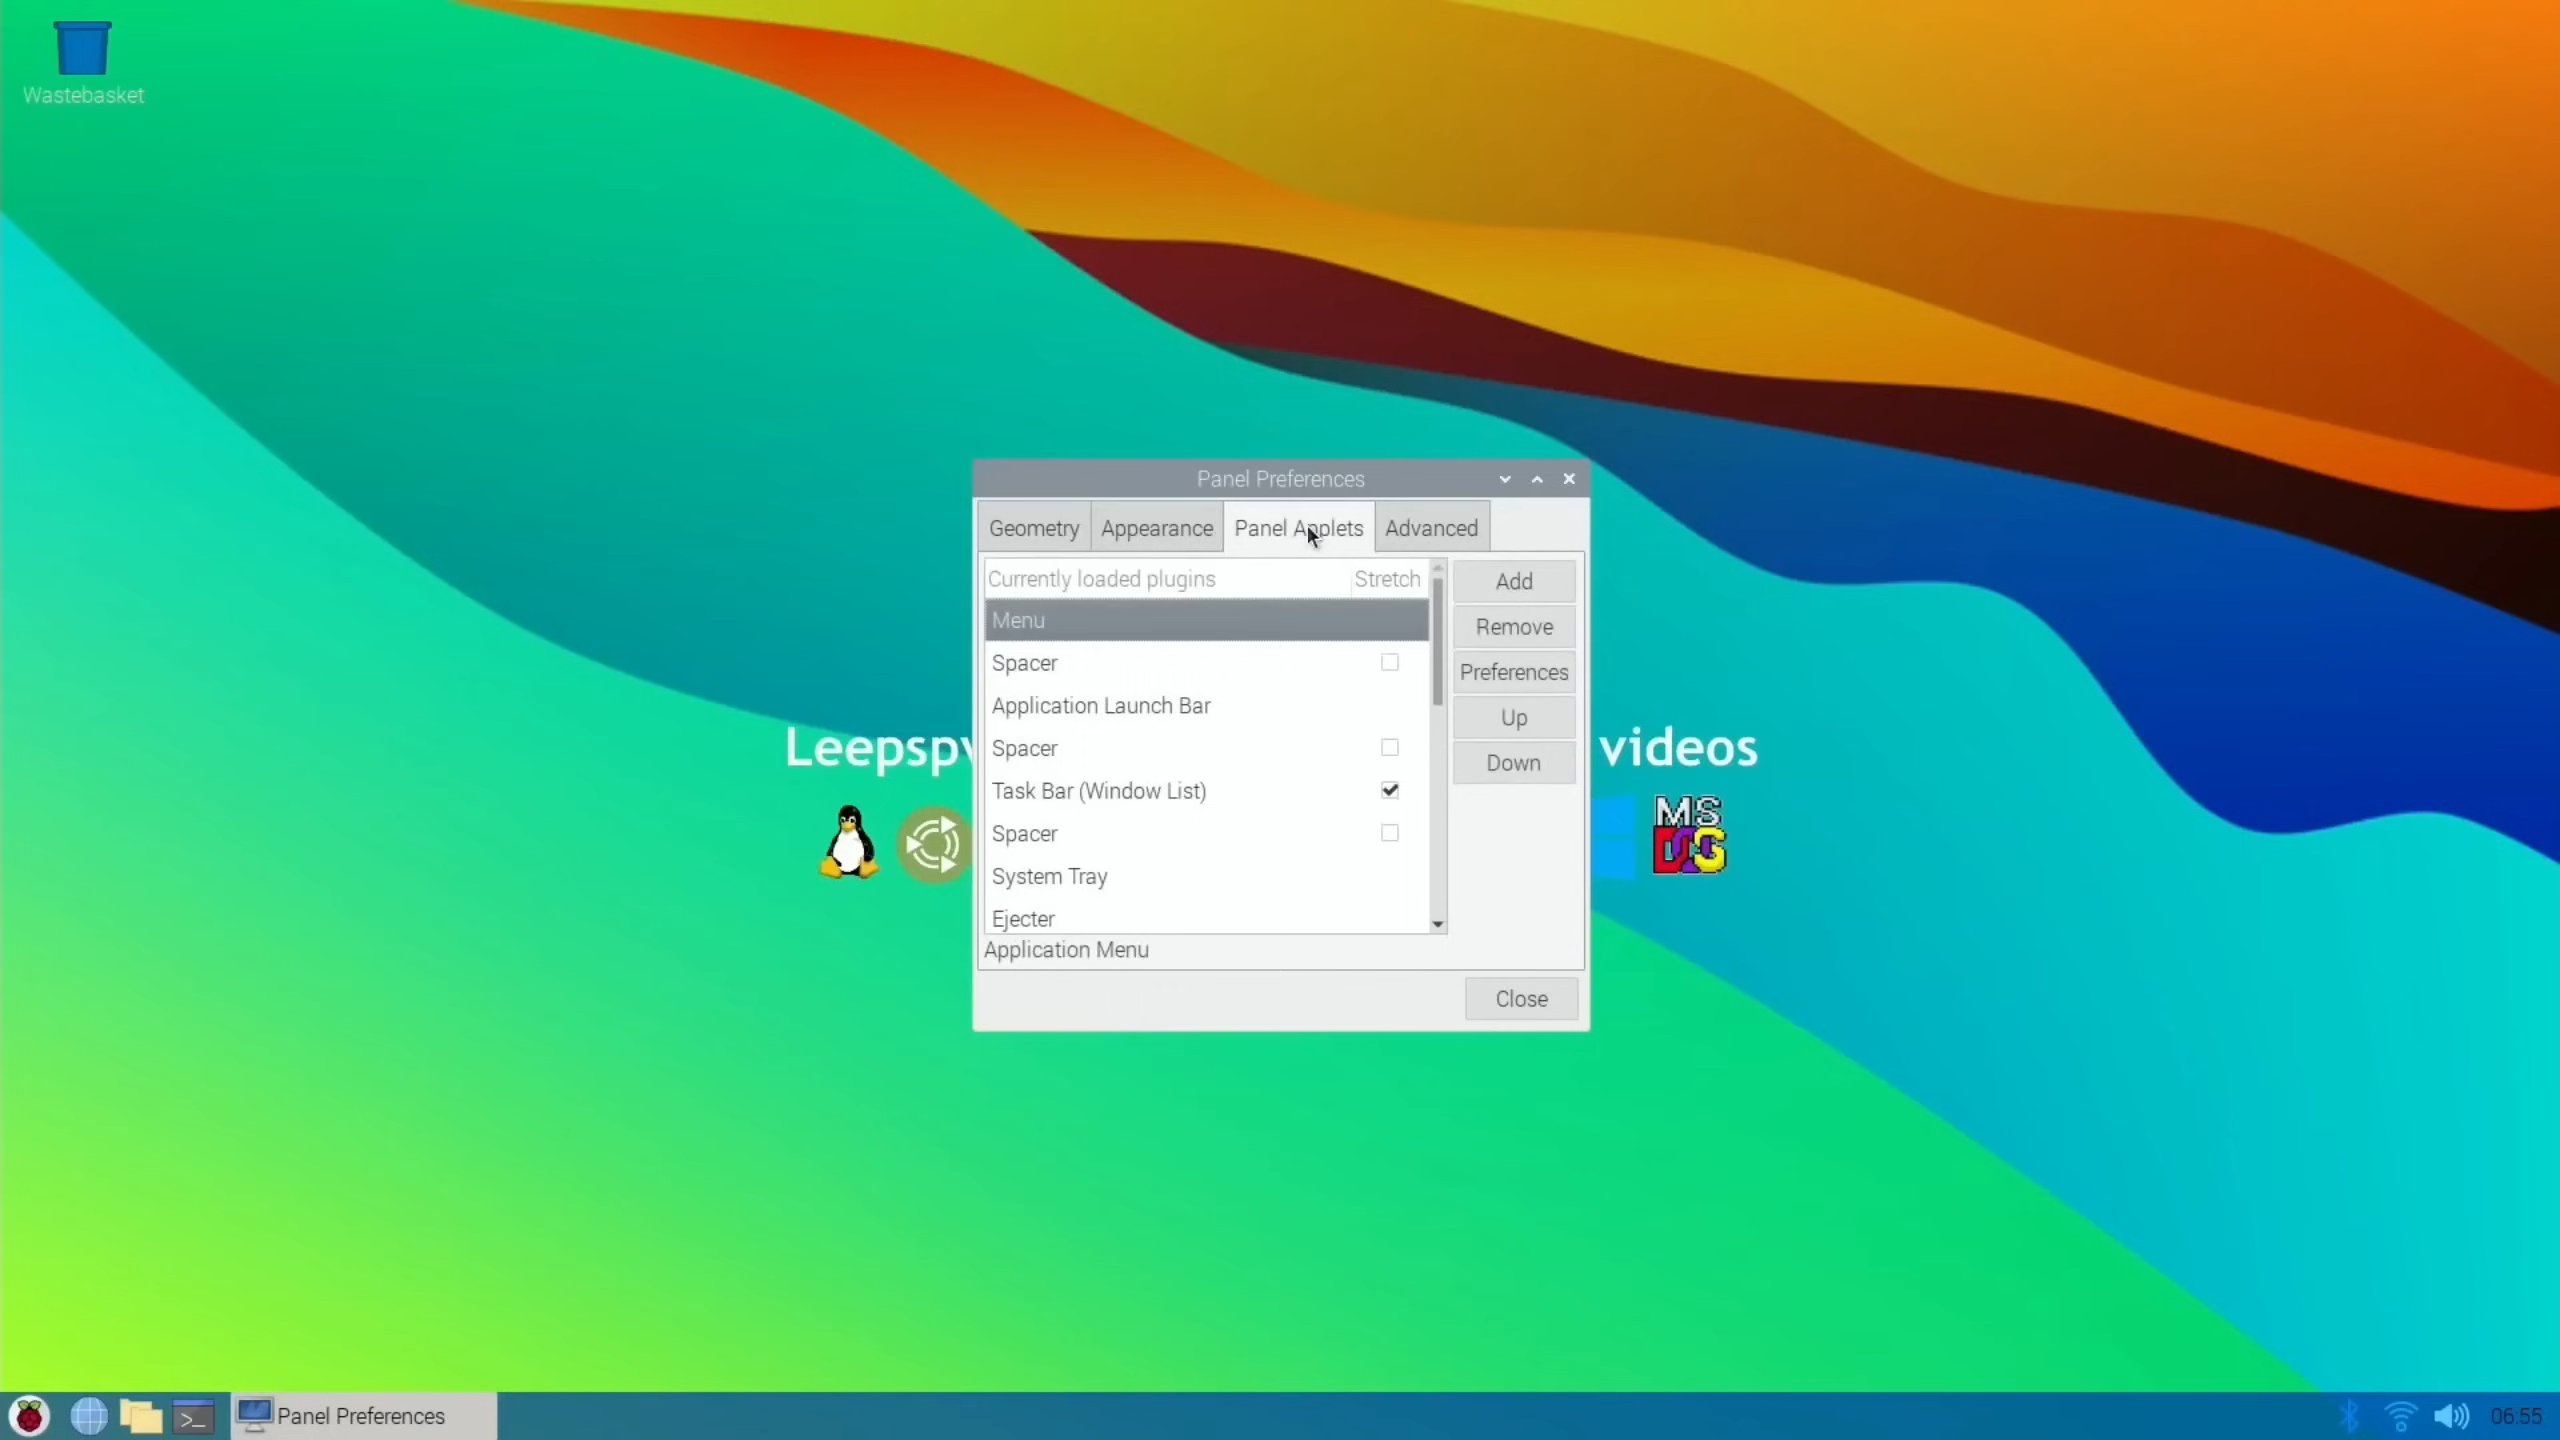 Wastebasket
Panel Preferences
Geometry Appearance Panel Applets Advanced
Currently loaded plugins Stretch
Menu
Spacer
Application Launch Bar
Spacer
Task Bar (Window List)
Spacer
System Tray
Ejecter
Application Menu
Add
Remove
Preferences
Up
Down
Close
Leepsp videos
MS
DOS
>_ Panel Preferences
06:55